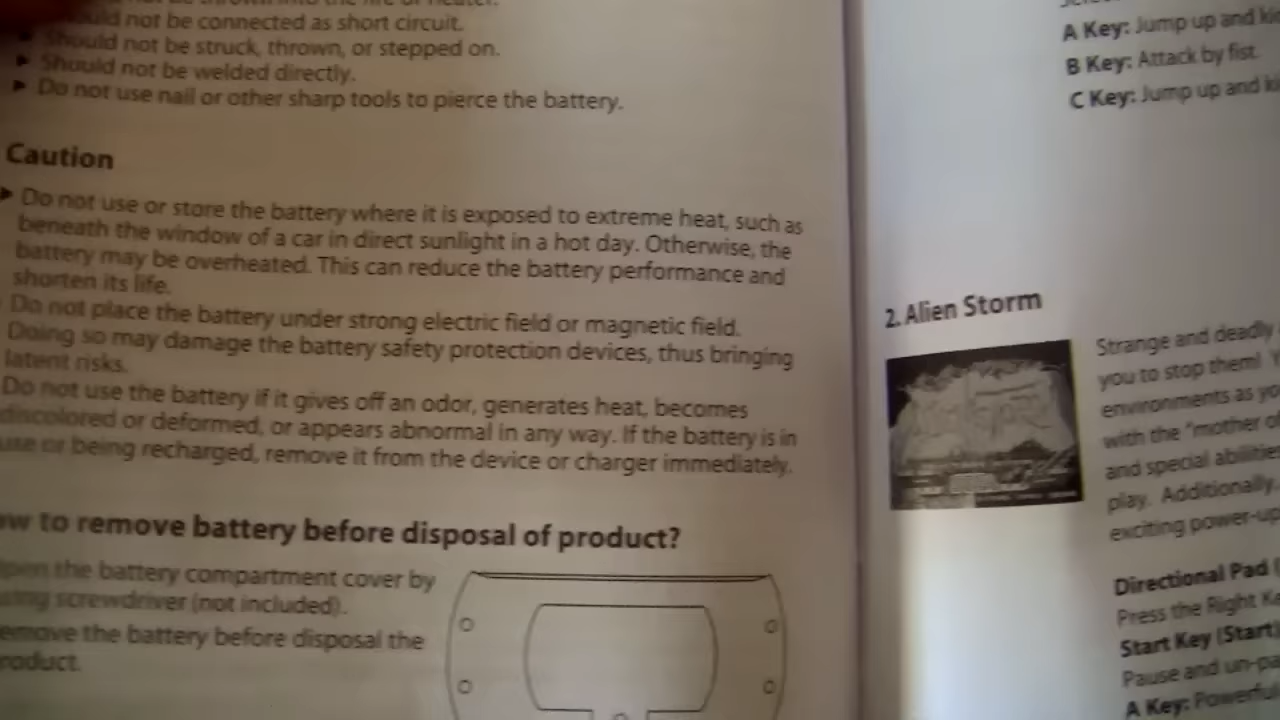 not be connected as short circuit.
Should not be struck, thrown, or stepped on.
Should not be welded directly.
Do not use nail or other sharp tools to pierce the battery.
Caution
Do not use or store the battery where it is exposed to extreme heat, such as
beneath the window of a car in direct sunlight in a hot day. Otherwise, the
battery may be overheated. This can reduce the battery performance and
shorten its life.
Do not place the battery under strong electric field or magnetic field.
Doing so may damage the battery safety protection devices, thus bringing
latent risks.
Do not use the battery if it gives off an odor, generates heat, becomes
discolored or deformed, or appears abnormal in any way. If the battery is in
use or being recharged, remove it from the device or charger immediately.
to remove battery before disposal of product?
the battery compartment cover by
screwdriver (not included).
remove the battery before disposal the
product.
A Key: Jump up and
B Key: Attack by fist.
C Key: Jump up and
2. Alien Storm
Strange and deadly
you to stop them!
environments as
with the "mother
and special abilities
play. Additionally,
exciting power-up
Directional Pad
Press the Right
Start Key (Start)
Pause and
A Key: Powerful